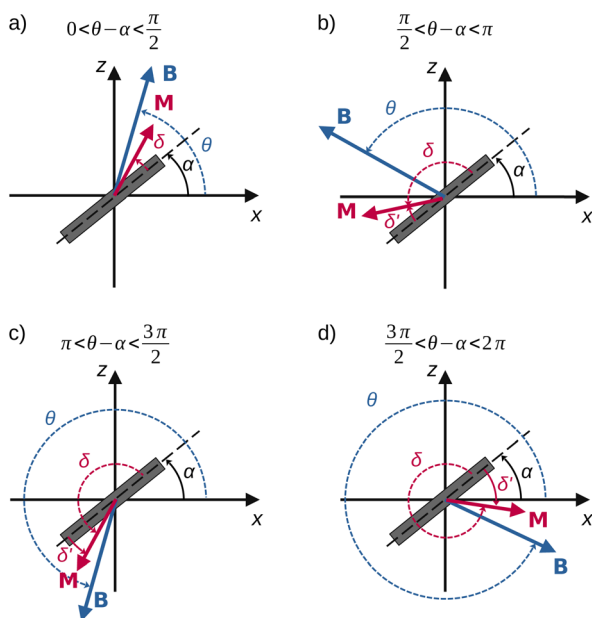 a) 0<θ−α<π/2
z
B
M
δ
θ
α
x
b) π/2<θ−α<π
z
B
θ
δ
α
M
δ'
x
c) π<θ−α<3π/2
z
θ
δ
α
x
δ'
M
B
d) 3π/2<θ−α<2π
z
θ
δ
α
δ'
x
M
B